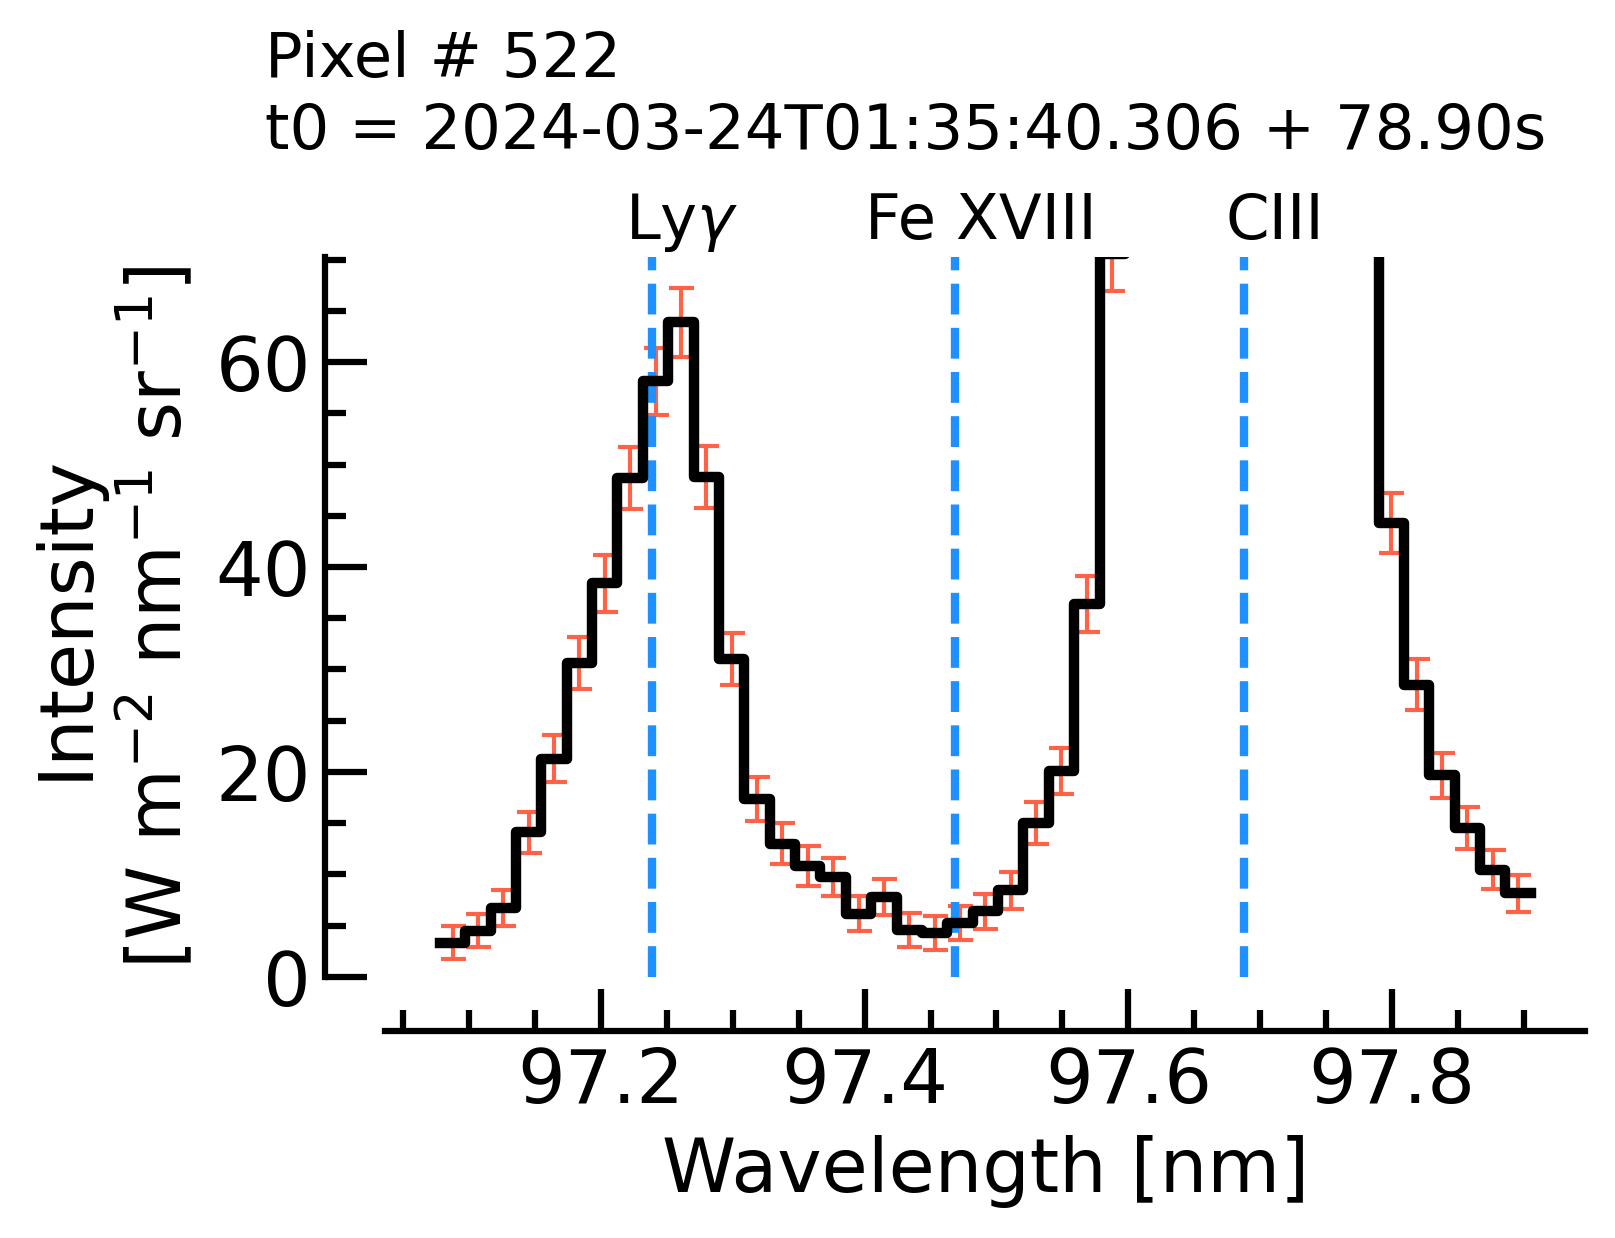 Pixel # 522
t0 = 2024-03-24T01:35:40.306 + 78.90s
Lyγ Fe XVIII CIII
Intensity
[W m⁻² nm⁻¹ sr⁻¹]
60
40
20
0
97.2 97.4 97.6 97.8
Wavelength [nm]